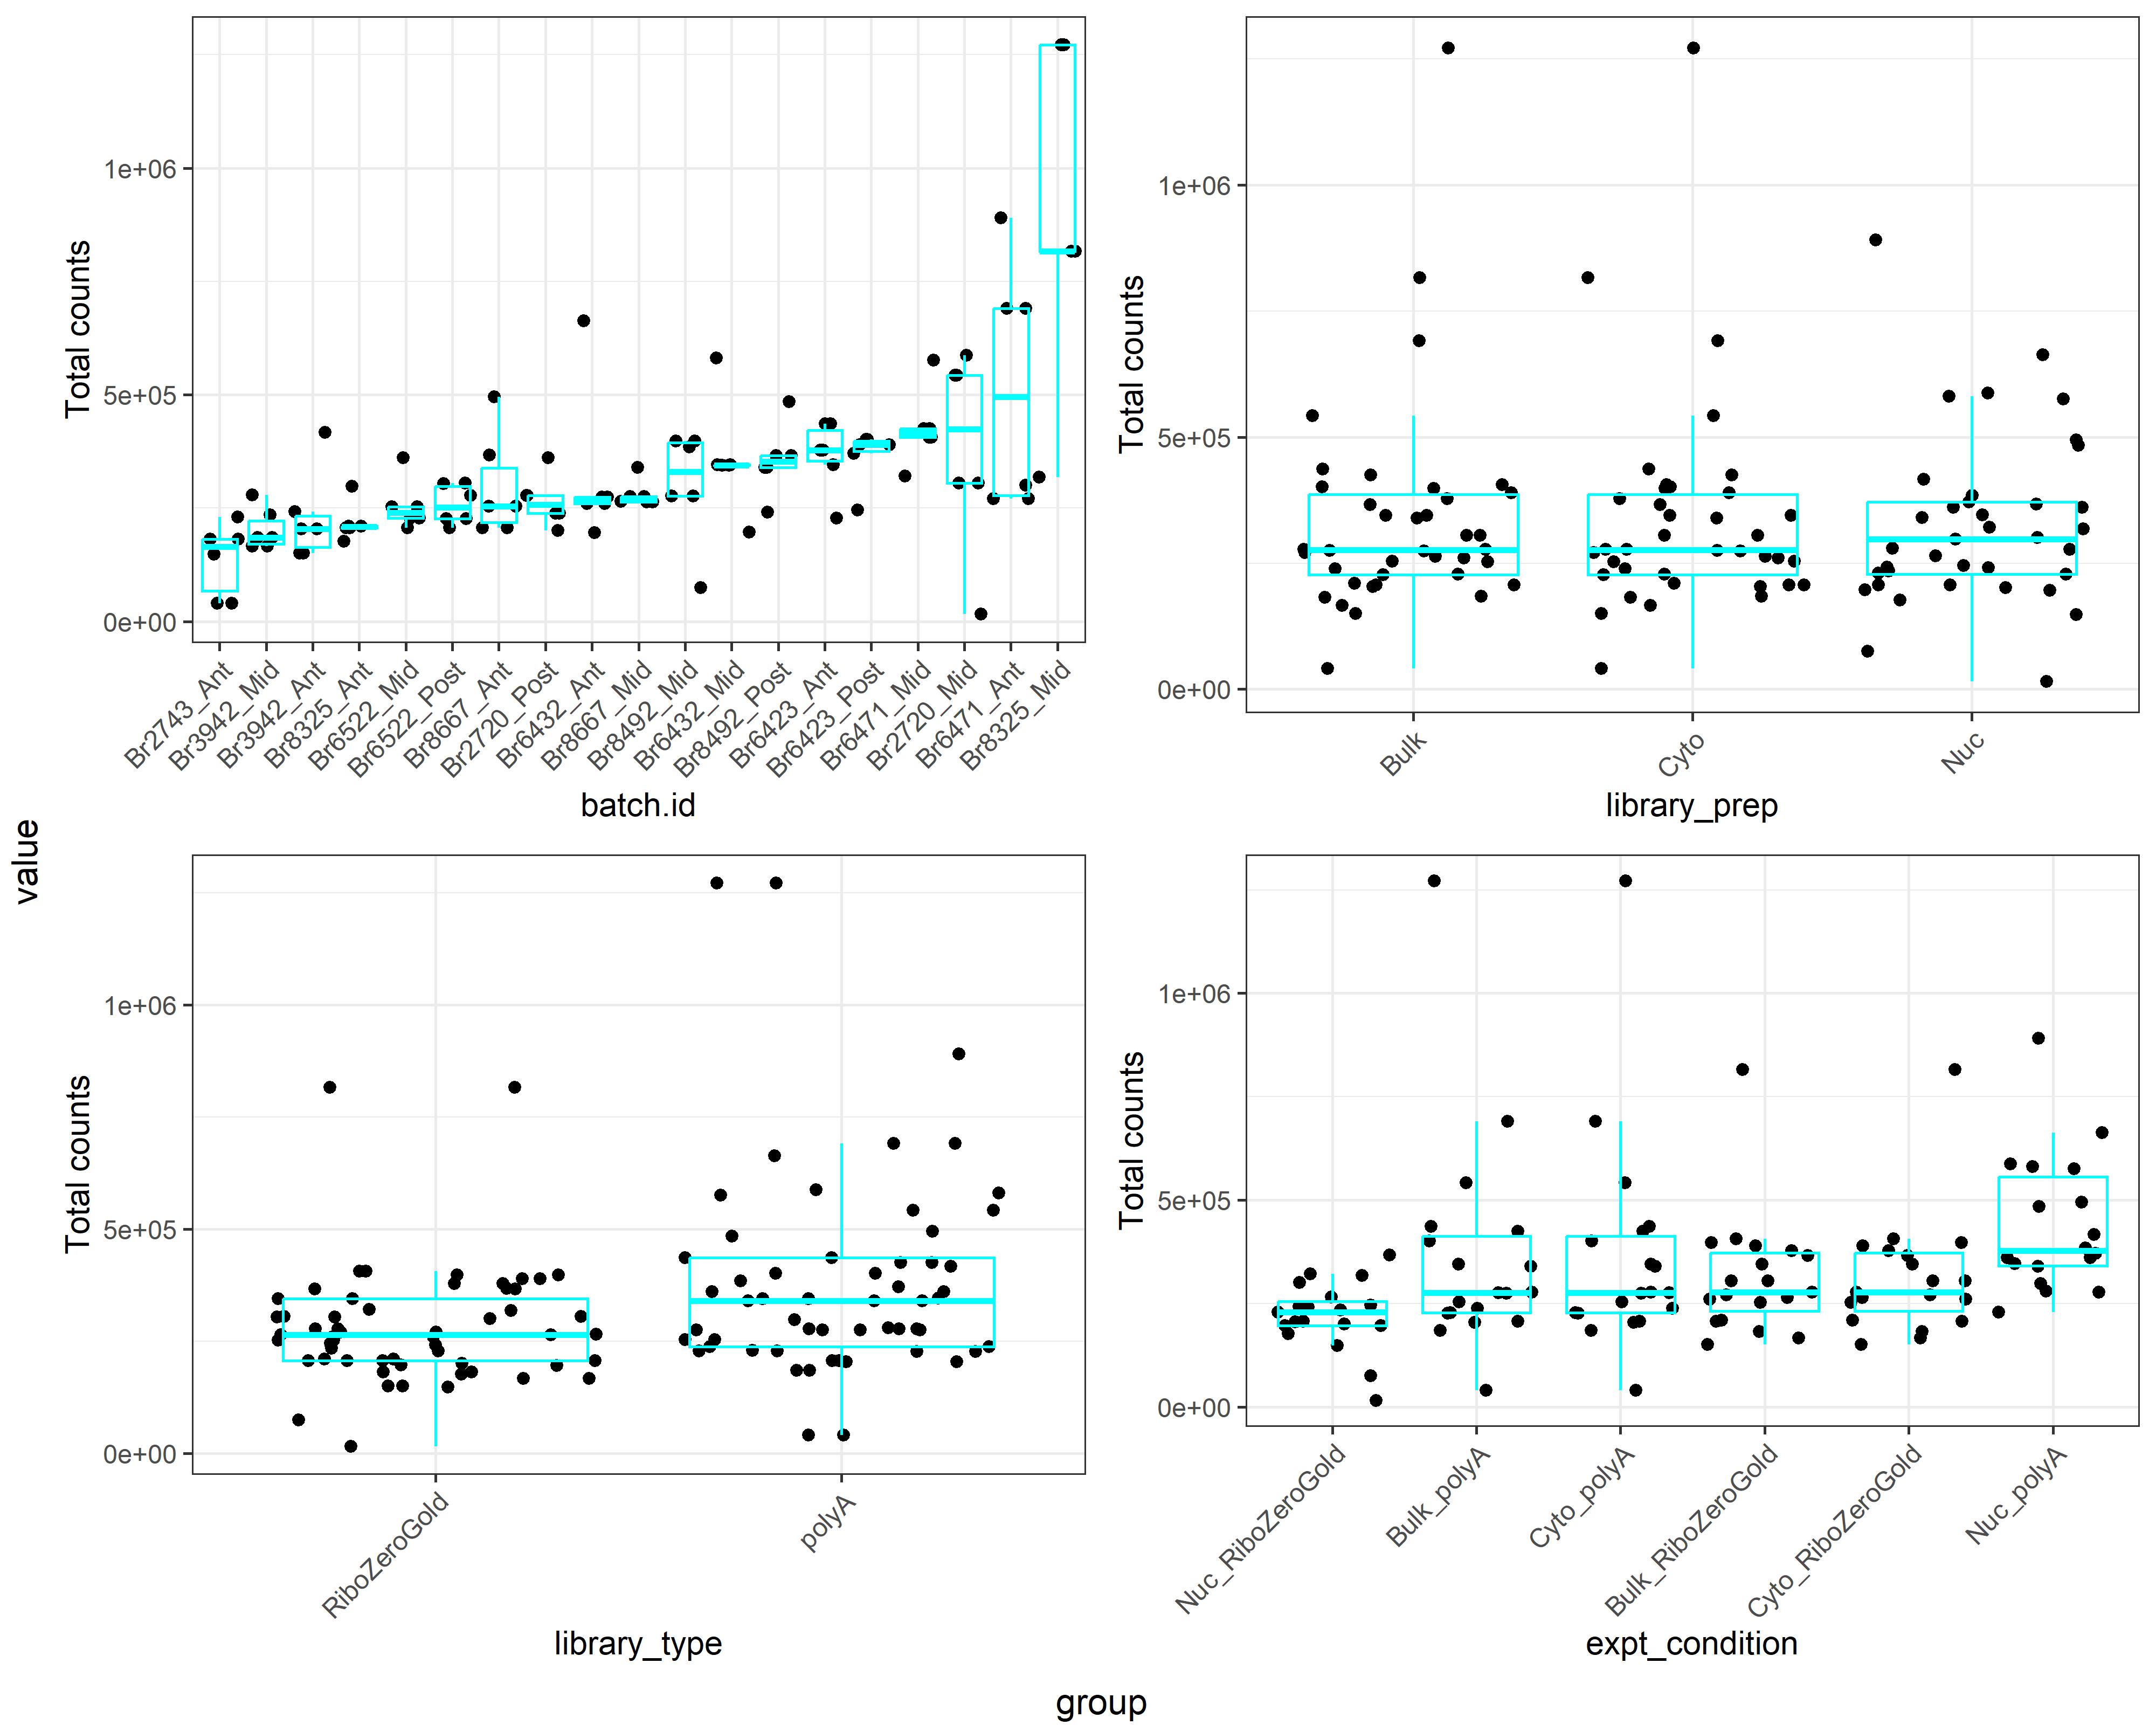 Total counts
1e+06
5e+05
0e+00
Br2743_Ant
Br3942_Mid
Br3942_Ant
Br8325_Ant
Br6522_Mid
Br6522_Post
Br8667_Ant
Br2720_Post
Br6432_Ant
Br8667_Mid
Br8492_Mid
Br6432_Mid
Br8492_Post
Br6423_Ant
Br6423_Post
Br6471_Mid
Br2720_Mid
Br6471_Ant
Br8325_Mid
batch.id
Total counts
1e+06
5e+05
0e+00
Bulk
Cyto
Nuc
library_prep
value
Total counts
1e+06
5e+05
0e+00
RiboZeroGold
polyA
library_type
Total counts
1e+06
5e+05
0e+00
Nuc_RiboZeroGold
Bulk_polyA
Cyto_polyA
Bulk_RiboZeroGold
Cyto_RiboZeroGold
Nuc_polyA
expt_condition
group